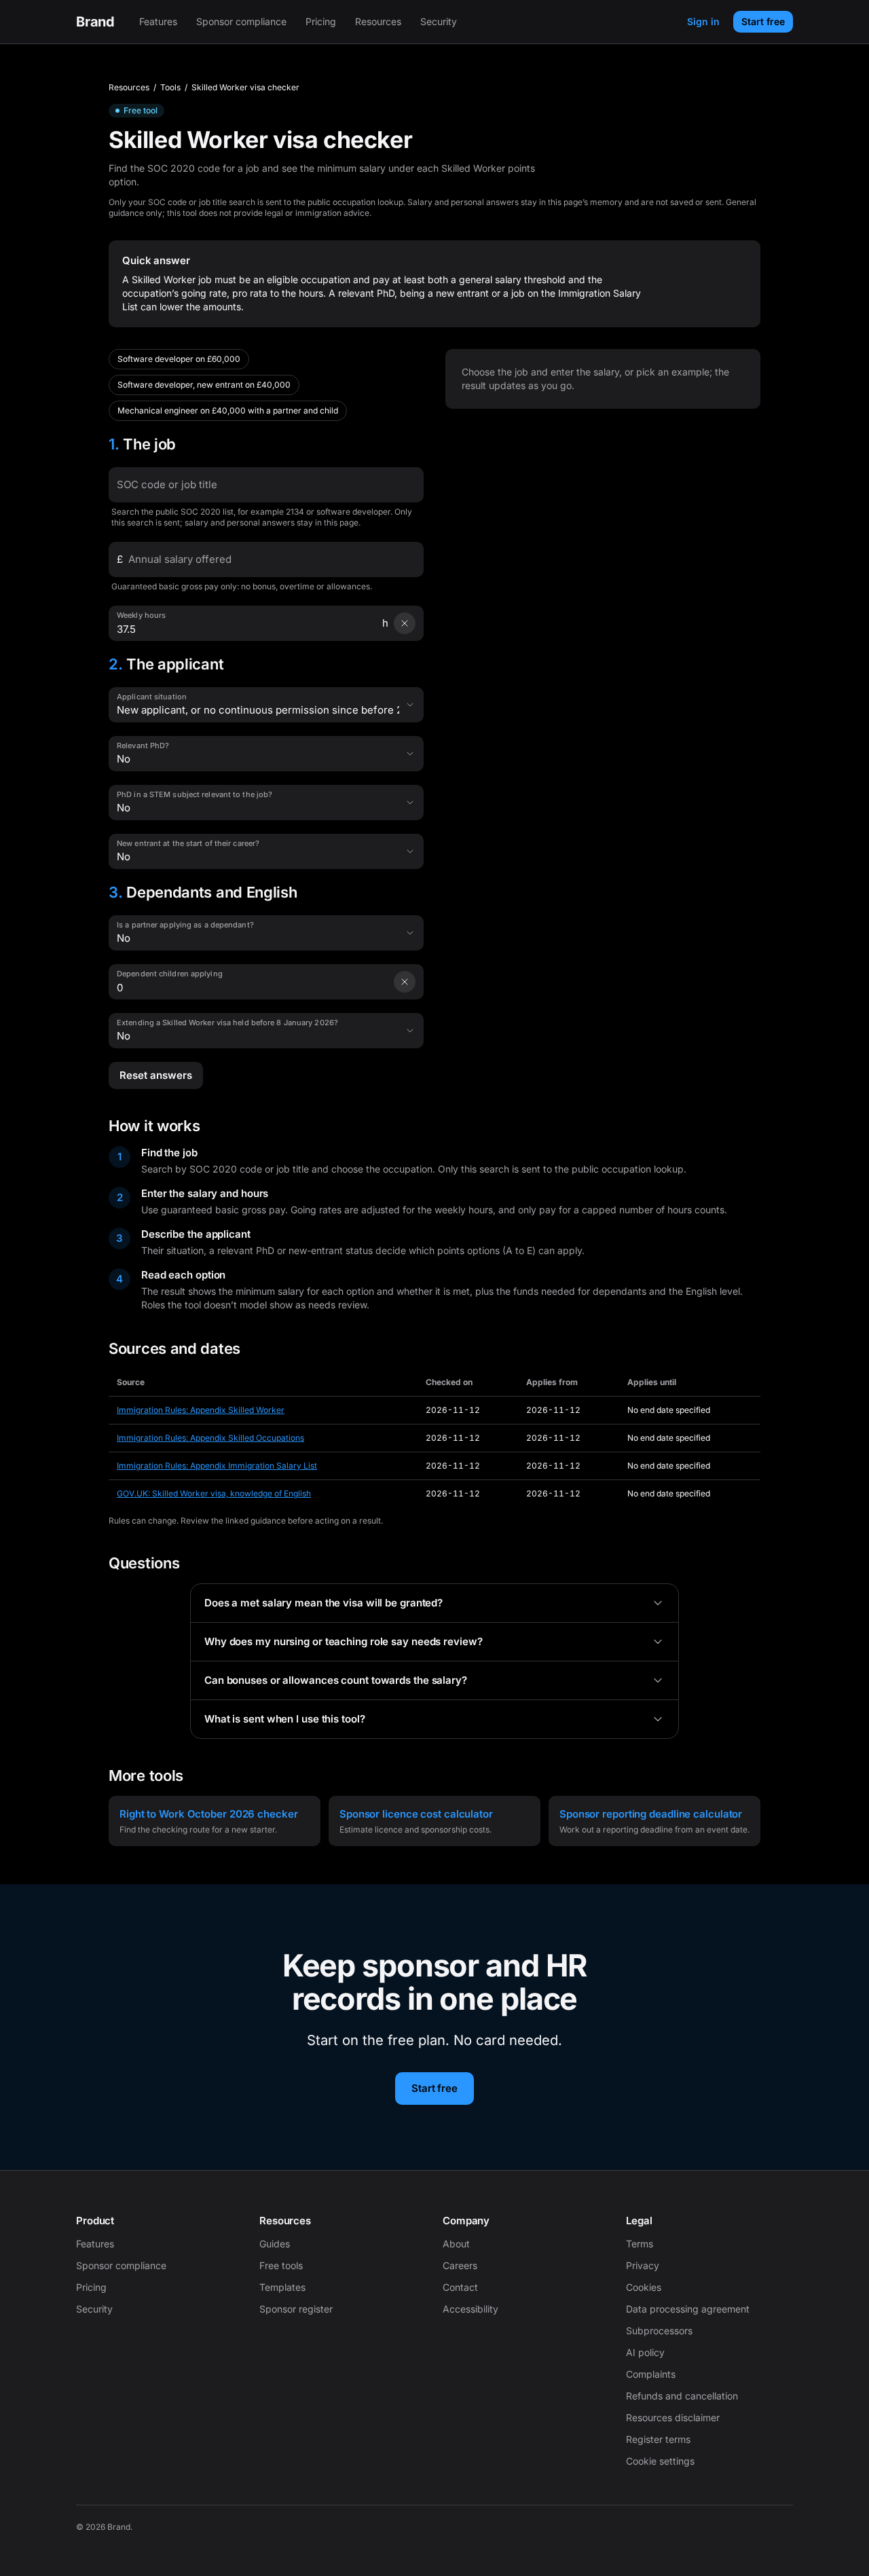 Brand
Features
Sponsor compliance
Pricing
Resources
Security
Sign in
Start free
Resources / Tools / Skilled Worker visa checker
Free tool
Skilled Worker visa checker
Find the SOC 2020 code for a job and see the minimum salary under each Skilled Worker points
option.
Only your SOC code or job title search is sent to the public occupation lookup. Salary and personal answers stay in this page's memory and are not saved or sent. General
guidance only; this tool does not provide legal or immigration advice.
Quick answer
A Skilled Worker job must be an eligible occupation and pay at least both a general salary threshold and the
occupation's going rate, pro rata to the hours. A relevant PhD, being a new entrant or a job on the Immigration Salary
List can lower the amounts.
Software developer on £60,000
Software developer, new entrant on £40,000
Mechanical engineer on £40,000 with a partner and child
Choose the job and enter the salary, or pick an example; the
result updates as you go.
1. The job
SOC code or job title
Search the public SOC 2020 list, for example 2134 or software developer. Only
this search is sent; salary and personal answers stay in this page.
£ Annual salary offered
Guaranteed basic gross pay only: no bonus, overtime or allowances.
Weekly hours
37.5
h
2. The applicant
Applicant situation
New applicant, or no continuous permission since before 2
Relevant PhD?
No
PhD in a STEM subject relevant to the job?
No
New entrant at the start of their career?
No
3. Dependants and English
Is a partner applying as a dependant?
No
Dependent children applying
0
Extending a Skilled Worker visa held before 8 January 2026?
No
Reset answers
How it works
1
Find the job
Search by SOC 2020 code or job title and choose the occupation. Only this search is sent to the public occupation lookup.
2
Enter the salary and hours
Use guaranteed basic gross pay. Going rates are adjusted for the weekly hours, and only pay for a capped number of hours counts.
3
Describe the applicant
Their situation, a relevant PhD or new-entrant status decide which points options (A to E) can apply.
4
Read each option
The result shows the minimum salary for each option and whether it is met, plus the funds needed for dependants and the English level.
Roles the tool doesn't model show as needs review.
Sources and dates
Source Checked on Applies from Applies until
Immigration Rules: Appendix Skilled Worker 2026-11-12 2026-11-12 No end date specified
Immigration Rules: Appendix Skilled Occupations 2026-11-12 2026-11-12 No end date specified
Immigration Rules: Appendix Immigration Salary List 2026-11-12 2026-11-12 No end date specified
GOV.UK: Skilled Worker visa, knowledge of English 2026-11-12 2026-11-12 No end date specified
Rules can change. Review the linked guidance before acting on a result.
Questions
Does a met salary mean the visa will be granted?
Why does my nursing or teaching role say needs review?
Can bonuses or allowances count towards the salary?
What is sent when I use this tool?
More tools
Right to Work October 2026 checker
Find the checking route for a new starter.
Sponsor licence cost calculator
Estimate licence and sponsorship costs.
Sponsor reporting deadline calculator
Work out a reporting deadline from an event date.
Keep sponsor and HR
records in one place
Start on the free plan. No card needed.
Start free
Product
Features
Sponsor compliance
Pricing
Security
Resources
Guides
Free tools
Templates
Sponsor register
Company
About
Careers
Contact
Accessibility
Legal
Terms
Privacy
Cookies
Data processing agreement
Subprocessors
AI policy
Complaints
Refunds and cancellation
Resources disclaimer
Register terms
Cookie settings
© 2026 Brand.